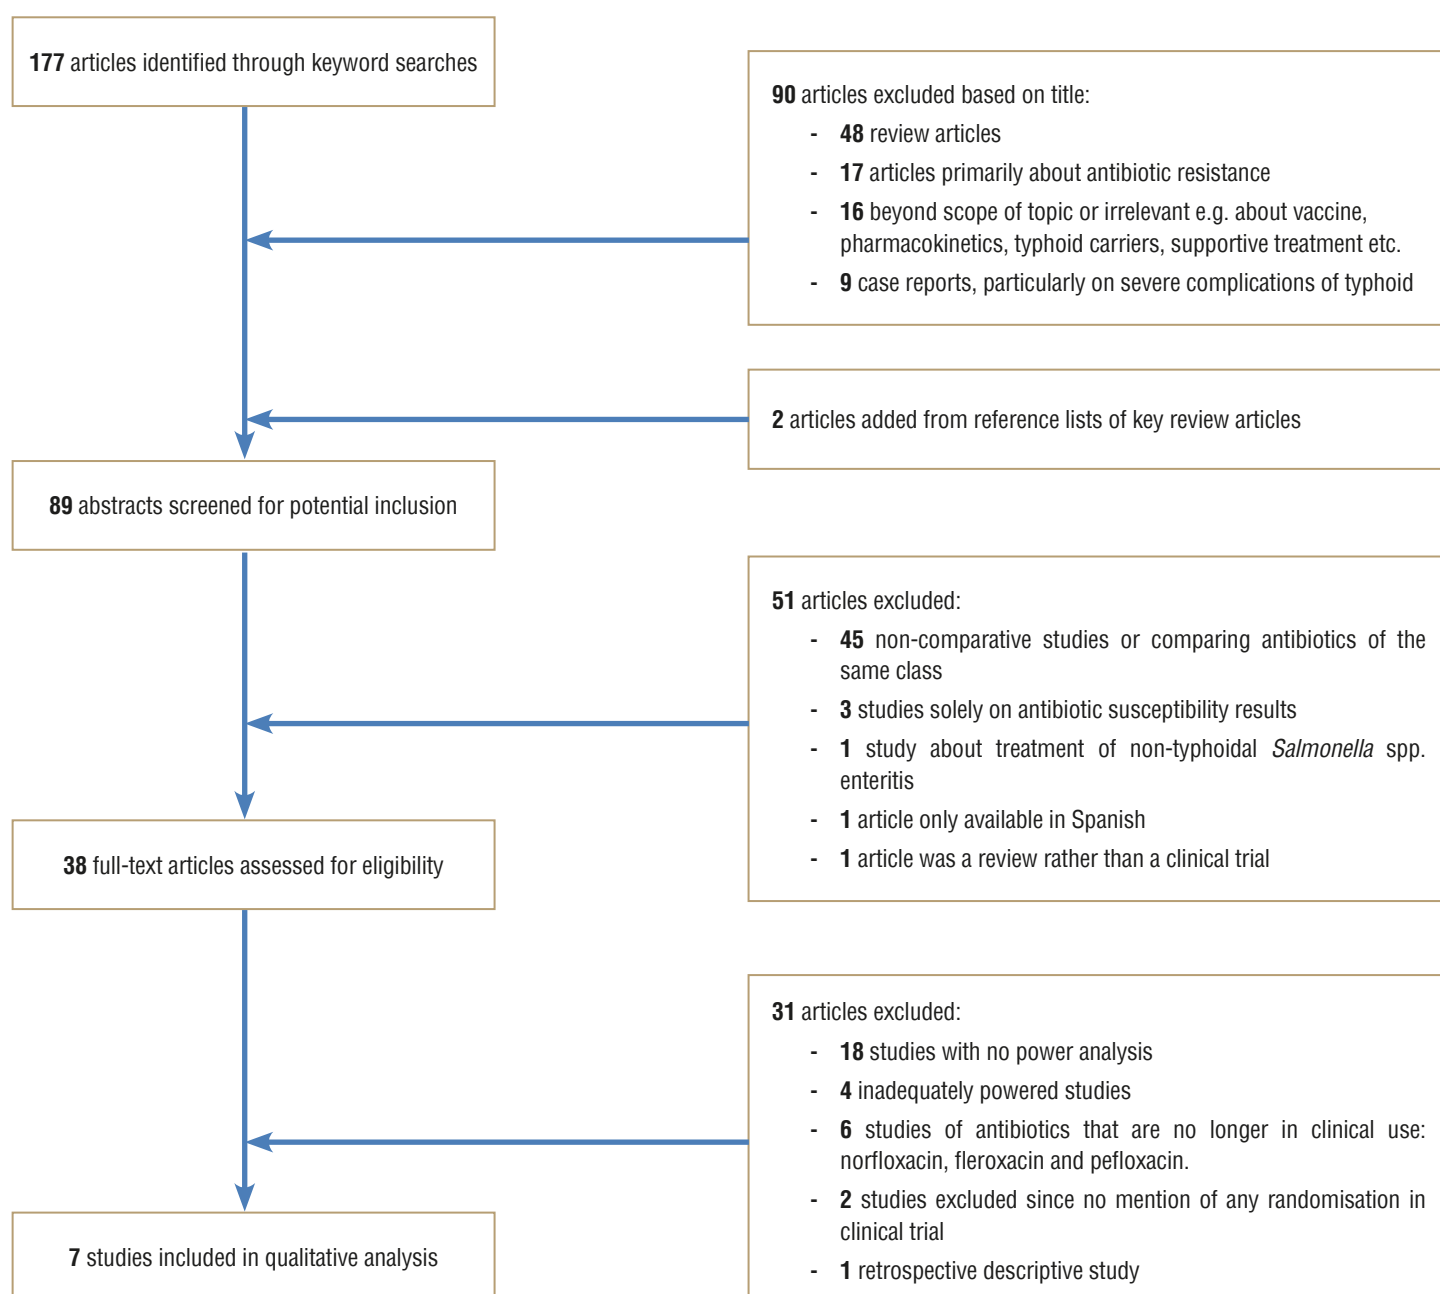 177 articles identified through keyword searches
90 articles excluded based on title:
- 48 review articles
- 17 articles primarily about antibiotic resistance
- 16 beyond scope of topic or irrelevant e.g. about vaccine,
pharmacokinetics, typhoid carriers, supportive treatment etc.
- 9 case reports, particularly on severe complications of typhoid
2 articles added from reference lists of key review articles
89 abstracts screened for potential inclusion
51 articles excluded:
- 45 non-comparative studies or comparing antibiotics of the
same class
- 3 studies solely on antibiotic susceptibility results
- 1 study about treatment of non-typhoidal Salmonella spp.
enteritis
- 1 article only available in Spanish
- 1 article was a review rather than a clinical trial
38 full-text articles assessed for eligibility
31 articles excluded:
- 18 studies with no power analysis
- 4 inadequately powered studies
- 6 studies of antibiotics that are no longer in clinical use:
norfloxacin, fleroxacin and pefloxacin.
- 2 studies excluded since no mention of any randomisation in
clinical trial
- 1 retrospective descriptive study
7 studies included in qualitative analysis